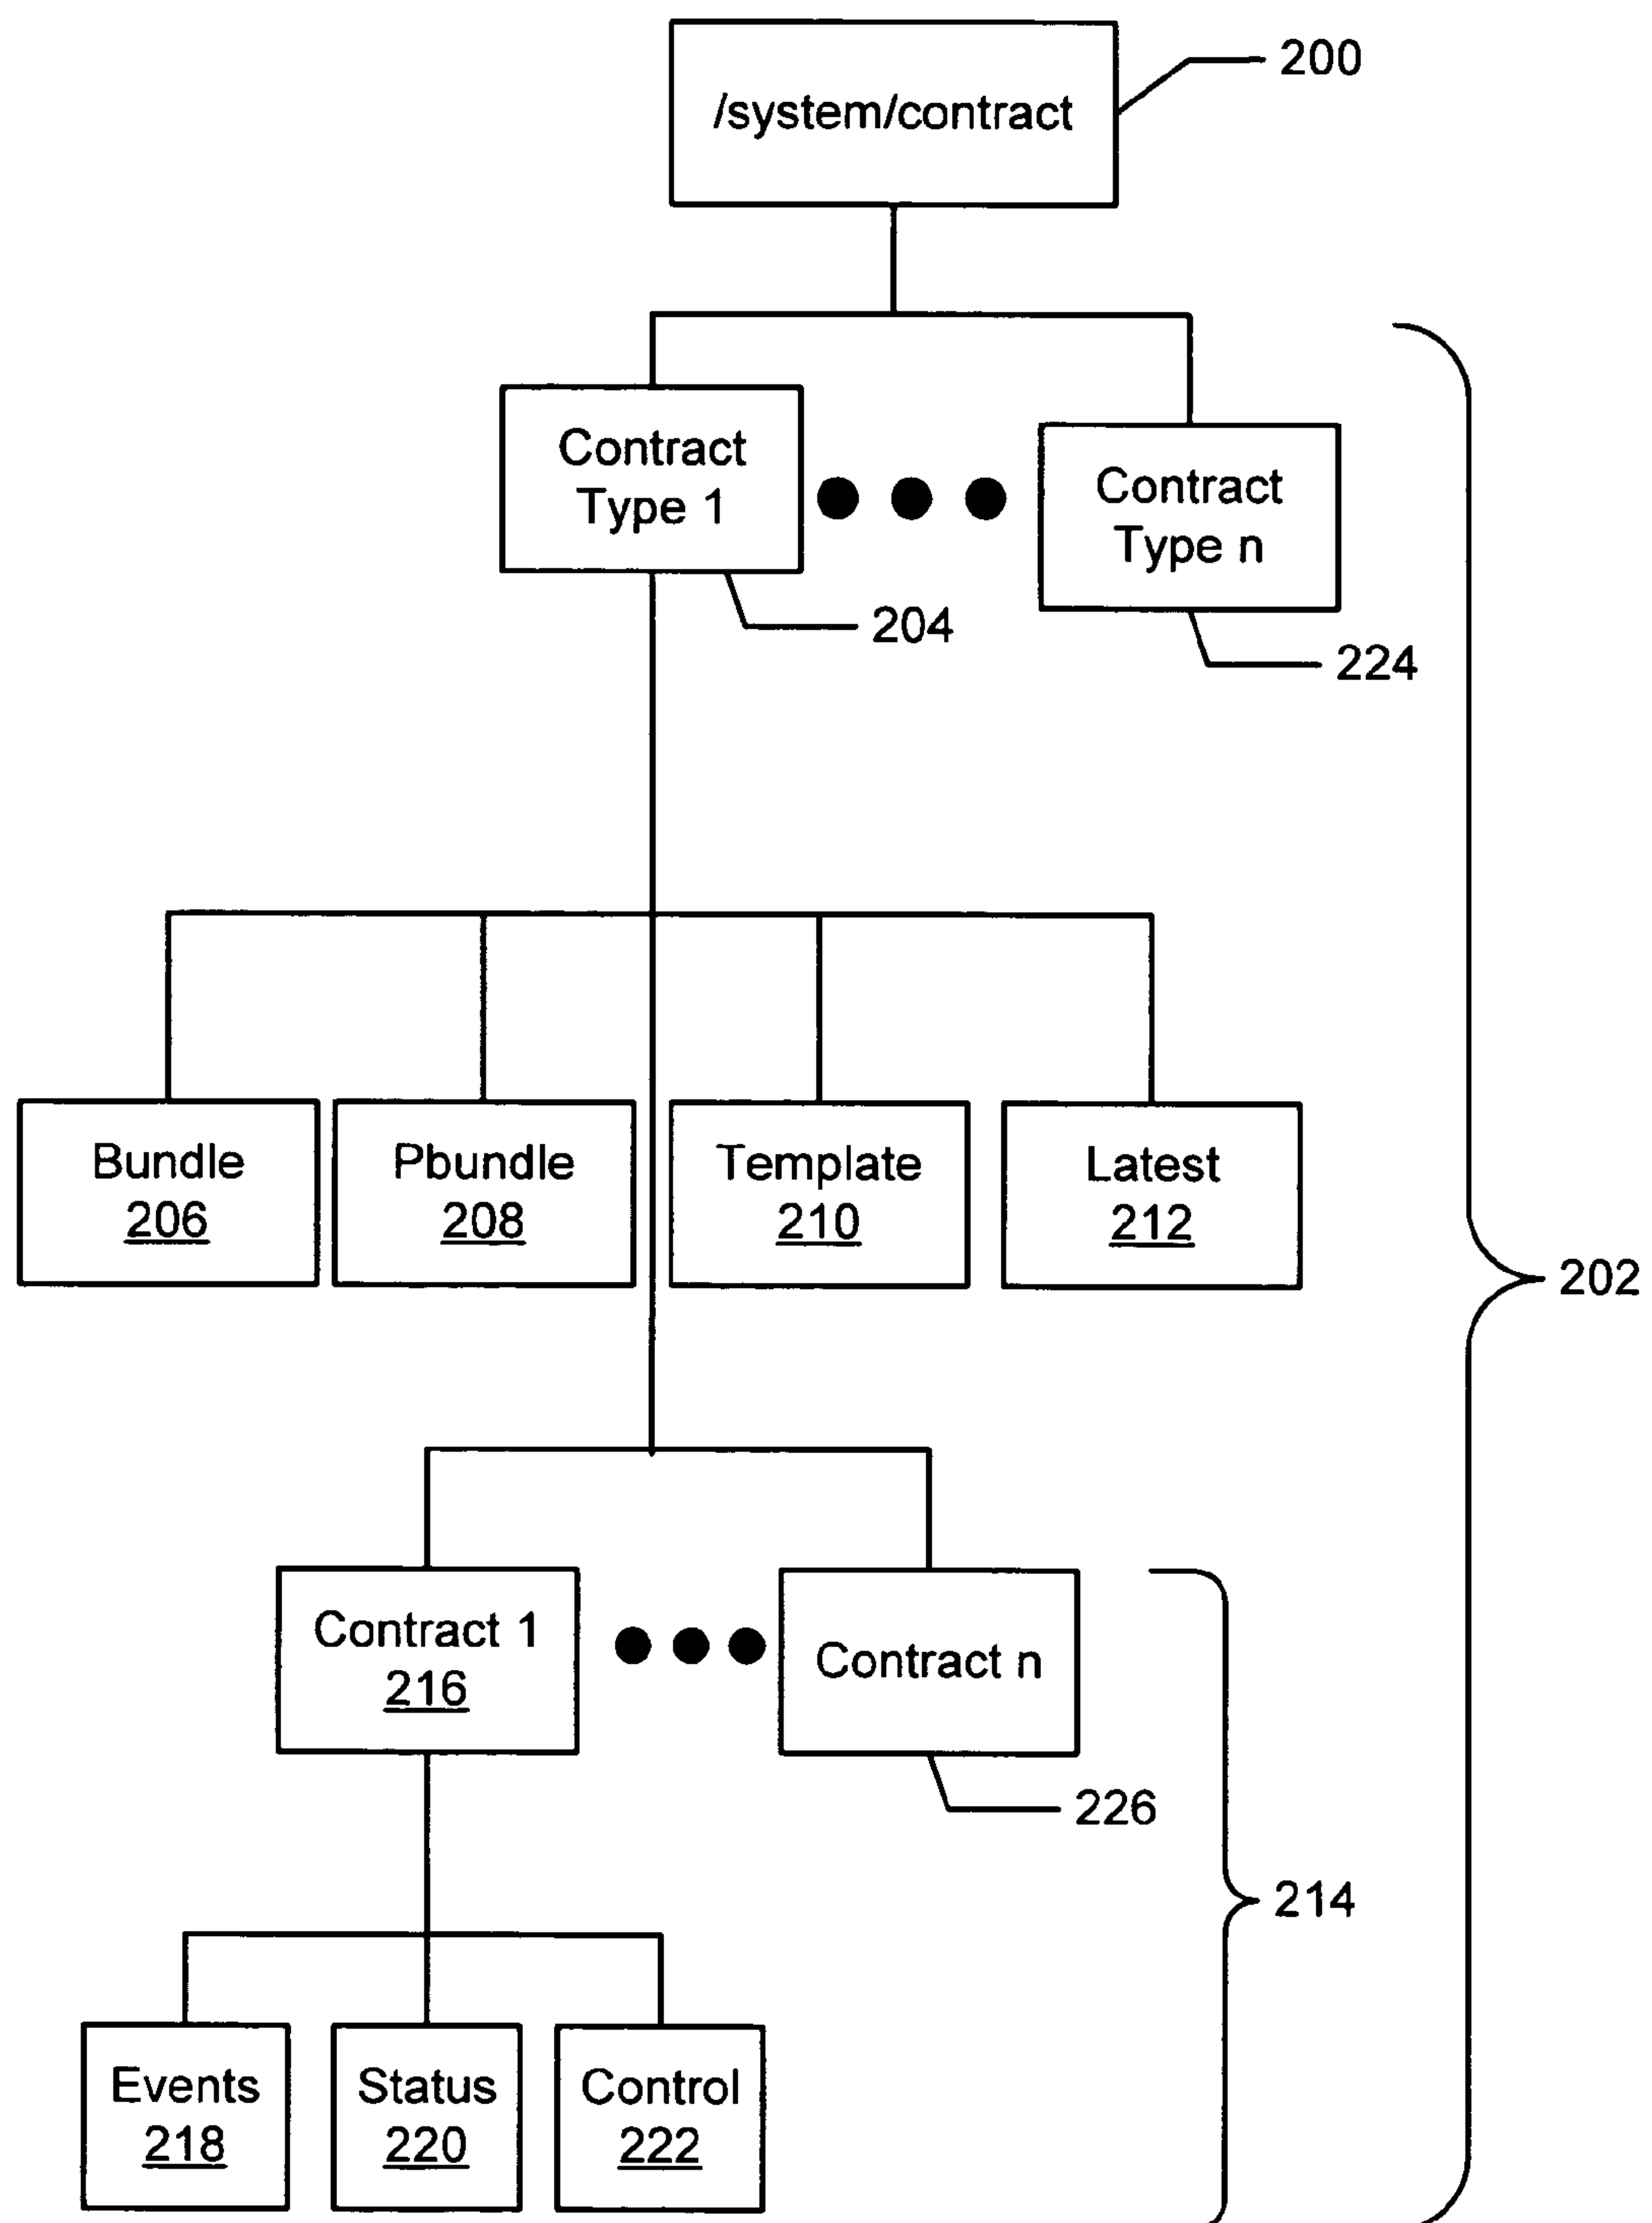 200
/system/contract
Contract
Type 1
Contract
Type n
204
224
Bundle
206
Pbundle
208
Template
210
Latest
212
202
Contract 1
216
Contract n
226
214
Events
218
Status
220
Control
222